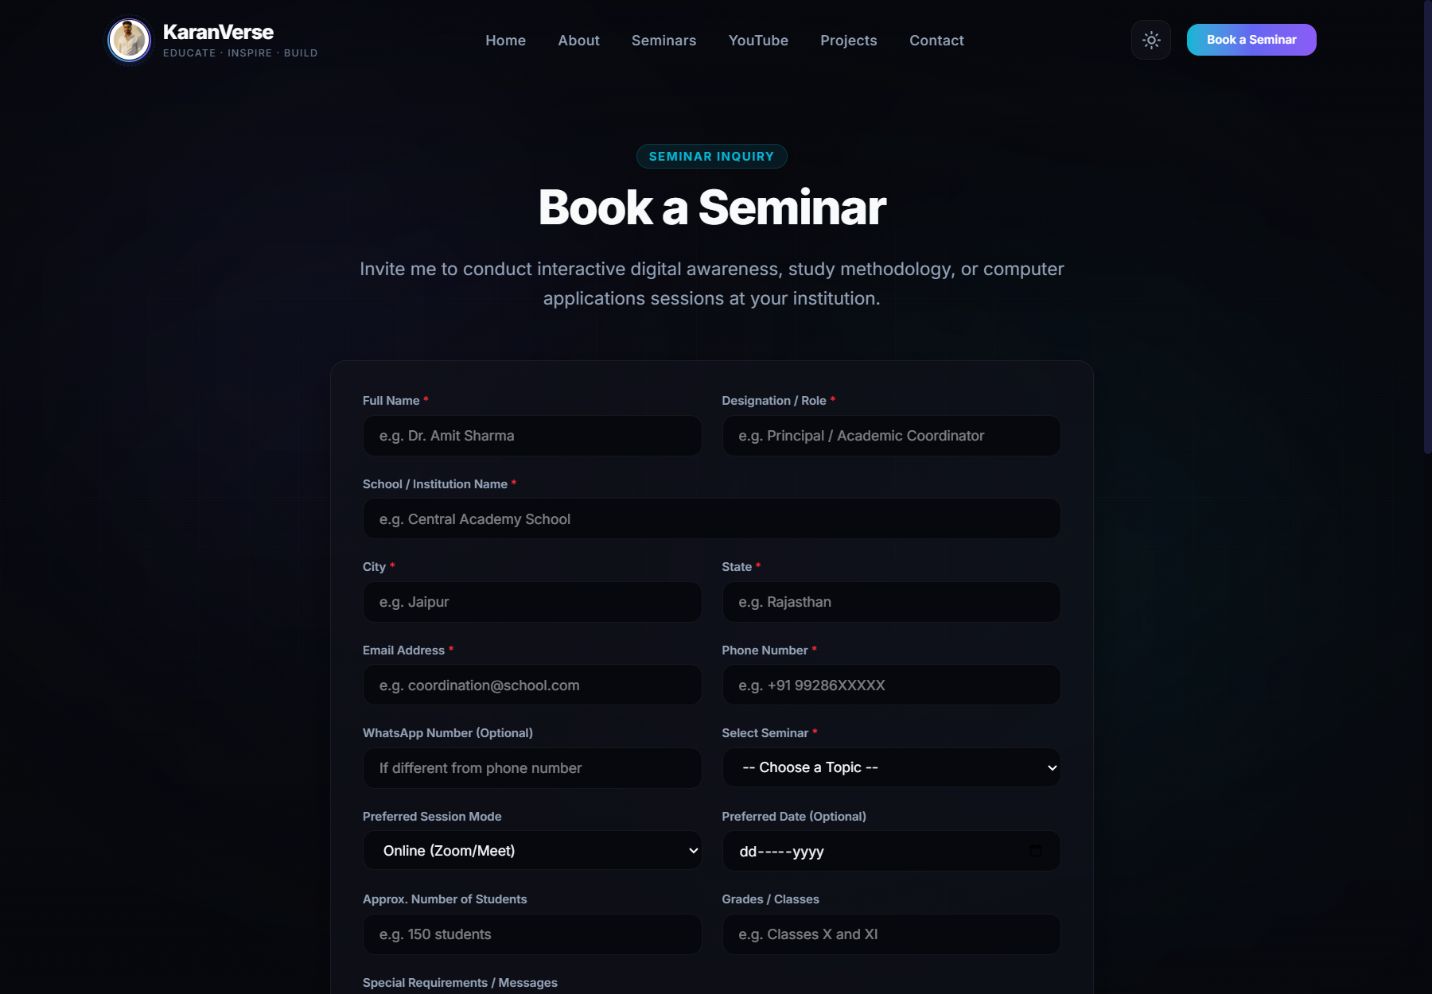 KaranVerse
EDUCATE · INSPIRE · BUILD
Home
About
Seminars
YouTube
Projects
Contact
Book a Seminar
SEMINAR INQUIRY
Book a Seminar
Invite me to conduct interactive digital awareness, study methodology, or computer
applications sessions at your institution.
Full Name *
Designation / Role *
e.g. Dr. Amit Sharma
e.g. Principal / Academic Coordinator
School / Institution Name *
e.g. Central Academy School
City *
State *
e.g. Jaipur
e.g. Rajasthan
Email Address *
Phone Number *
e.g. coordination@school.com
e.g. +91 99286XXXXX
WhatsApp Number (Optional)
Select Seminar *
If different from phone number
-- Choose a Topic --
Preferred Session Mode
Preferred Date (Optional)
Online (Zoom/Meet)
dd-----yyyy
Approx. Number of Students
Grades / Classes
e.g. 150 students
e.g. Classes X and XI
Special Requirements / Messages